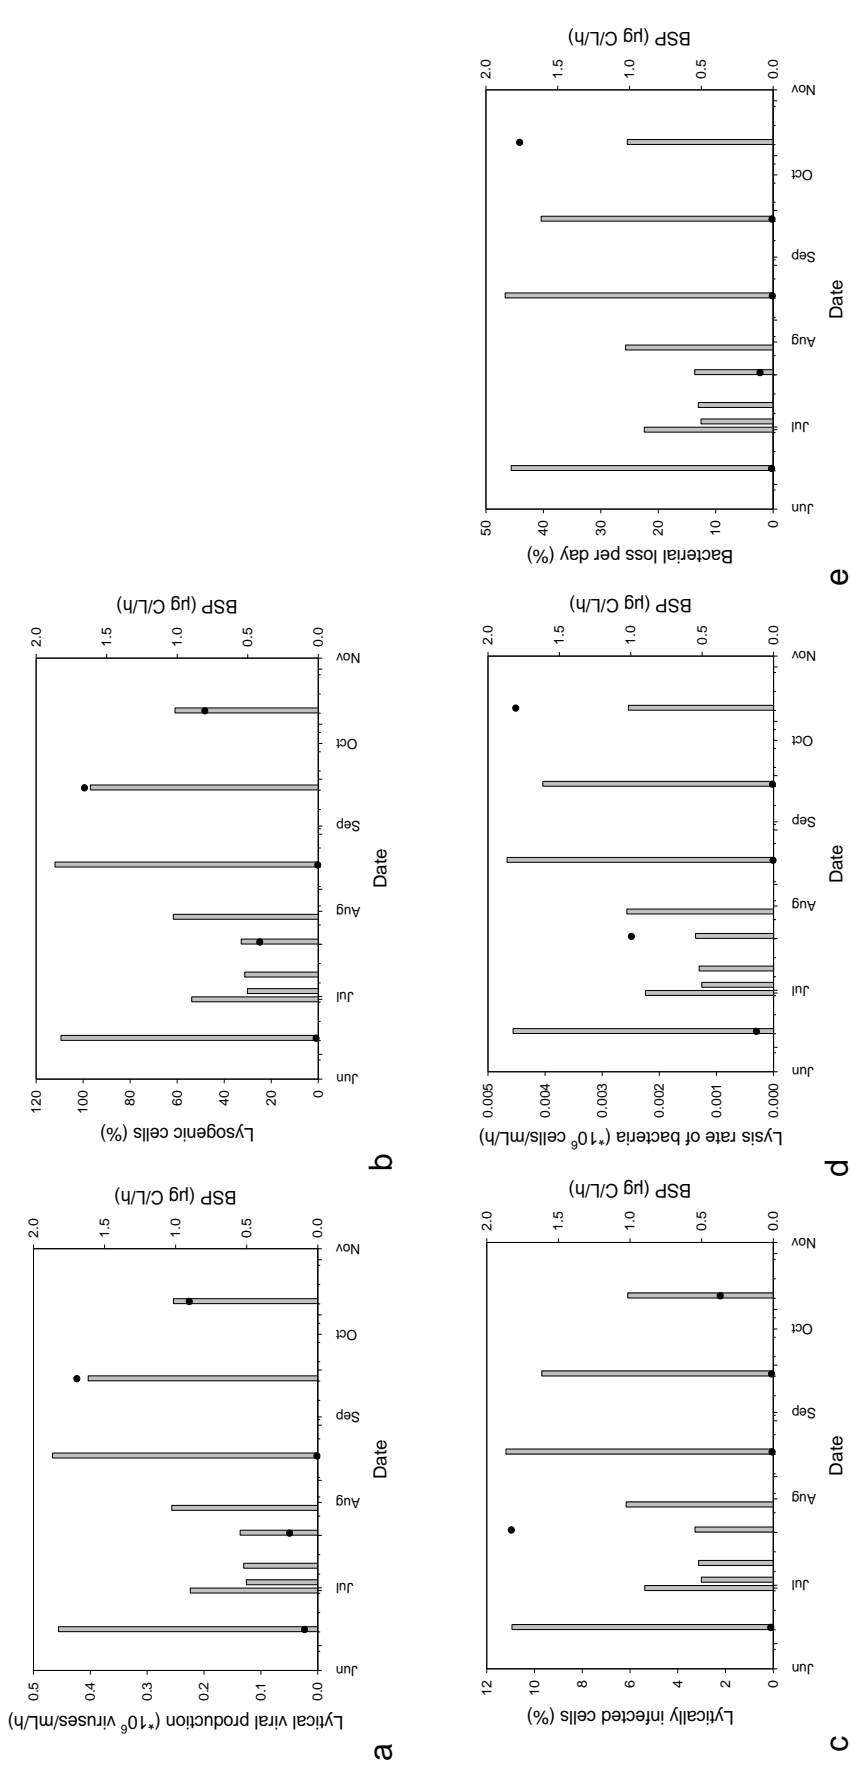 a
Lytical viral production (*10⁶ viruses/mL/h)
0.5
0.4
0.3
0.2
0.1
0.0
BSP (µg C/L/h)
2.0
1.5
1.0
0.5
0.0
Jun
Jul
Aug
Sep
Oct
Nov
Date
b
Lysogenic cells (%)
120
100
80
60
40
20
0
BSP (µg C/L/h)
2.0
1.5
1.0
0.5
0.0
Jun
Jul
Aug
Sep
Oct
Nov
Date
c
Lytically infected cells (%)
12
10
8
6
4
2
0
BSP (µg C/L/h)
2.0
1.5
1.0
0.5
0.0
Jun
Jul
Aug
Sep
Oct
Nov
Date
d
Lysis rate of bacteria (*10⁶ cells/mL/h)
0.005
0.004
0.003
0.002
0.001
0.000
BSP (µg C/L/h)
2.0
1.5
1.0
0.5
0.0
Jun
Jul
Aug
Sep
Oct
Nov
Date
e
Bacterial loss per day (%)
50
40
30
20
10
0
BSP (µg C/L/h)
2.0
1.5
1.0
0.5
0.0
Jun
Jul
Aug
Sep
Oct
Nov
Date